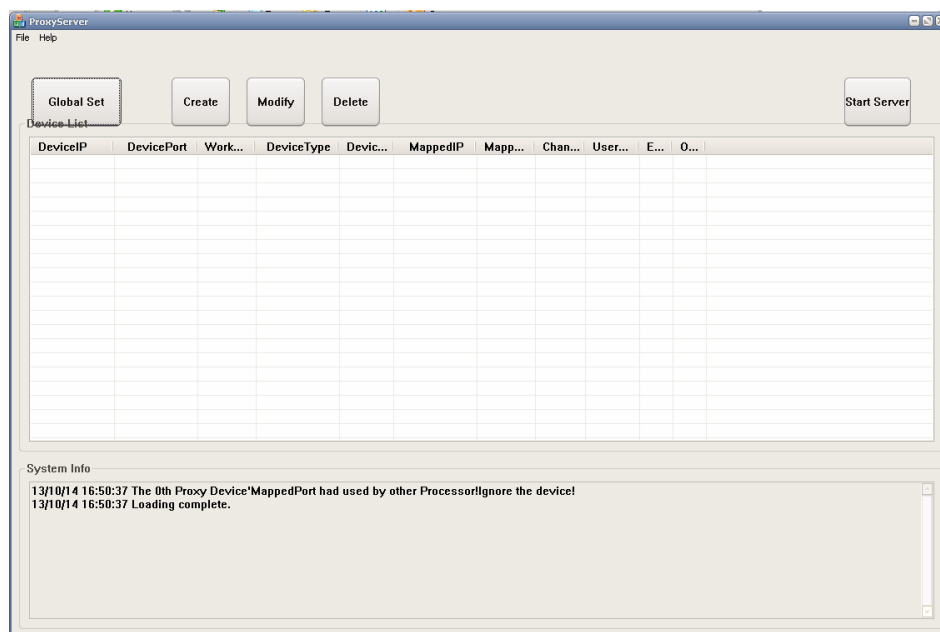 ProxyServer
File Help
Global Set Create Modify Delete Start Server
Device List
DeviceIP DevicePort Work... DeviceType Devic... MappedIP Mapp... Chan... User... E... O...
System Info
13/10/14 16:50:37 The 0th Proxy Device'MappedPort had used by other Processor!Ignore the device!
13/10/14 16:50:37 Loading complete.